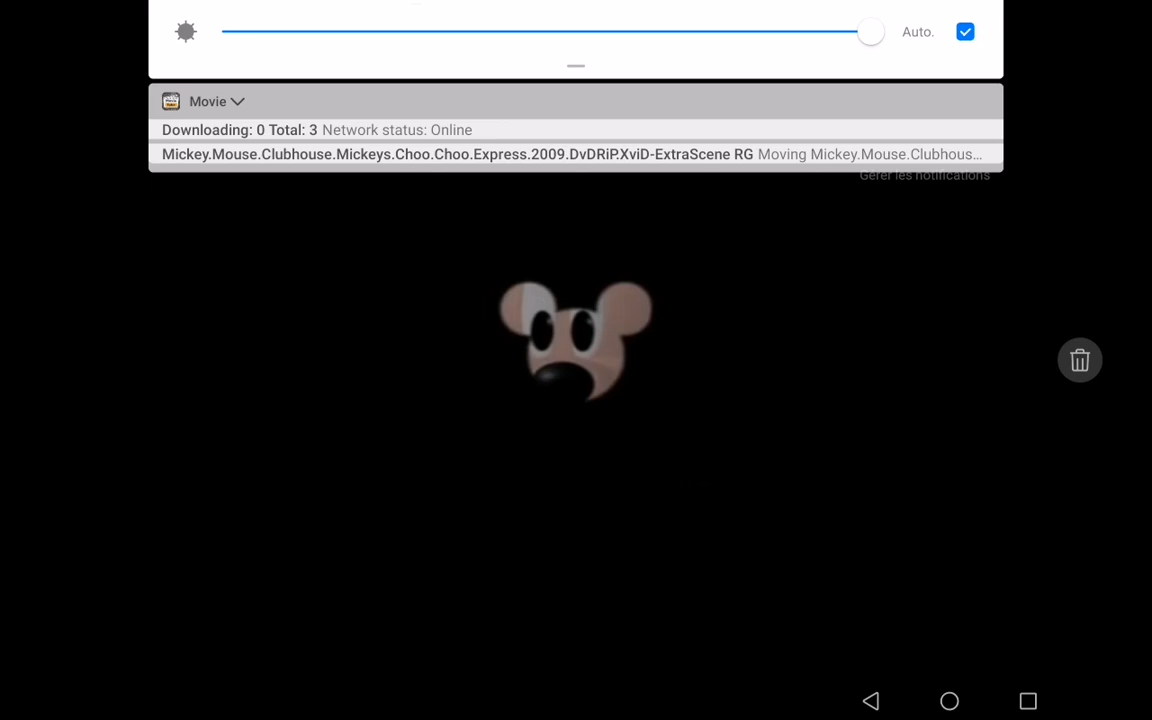 Auto.
Movie
Downloading: 0 Total: 3 Network status: Online
Mickey.Mouse.Clubhouse.Mickeys.Choo.Choo.Express.2009.DvDRiP.XviD-ExtraScene RG Moving Mickey.Mouse.Clubhous...
Gérer les notifications